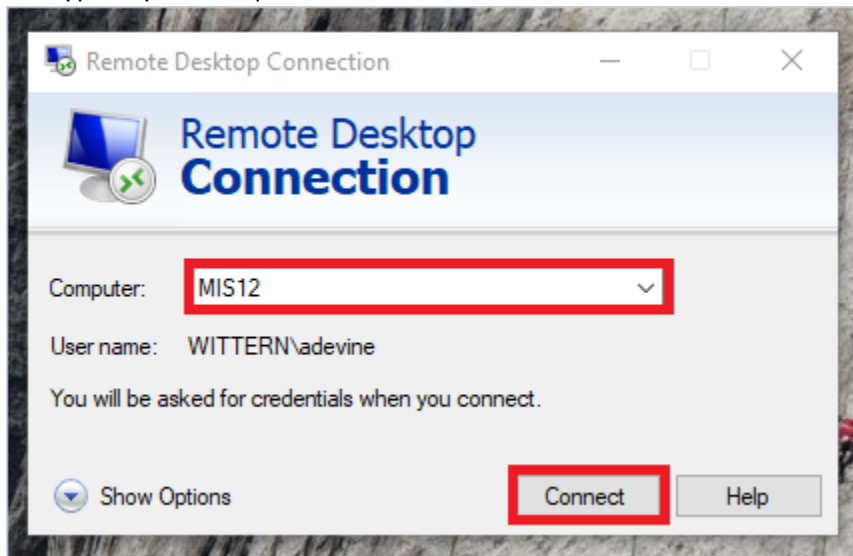 Remote Desktop Connection
Remote Desktop
Connection
Computer: MIS12
User name: WITTERN\adevine
You will be asked for credentials when you connect.
Show Options Connect Help